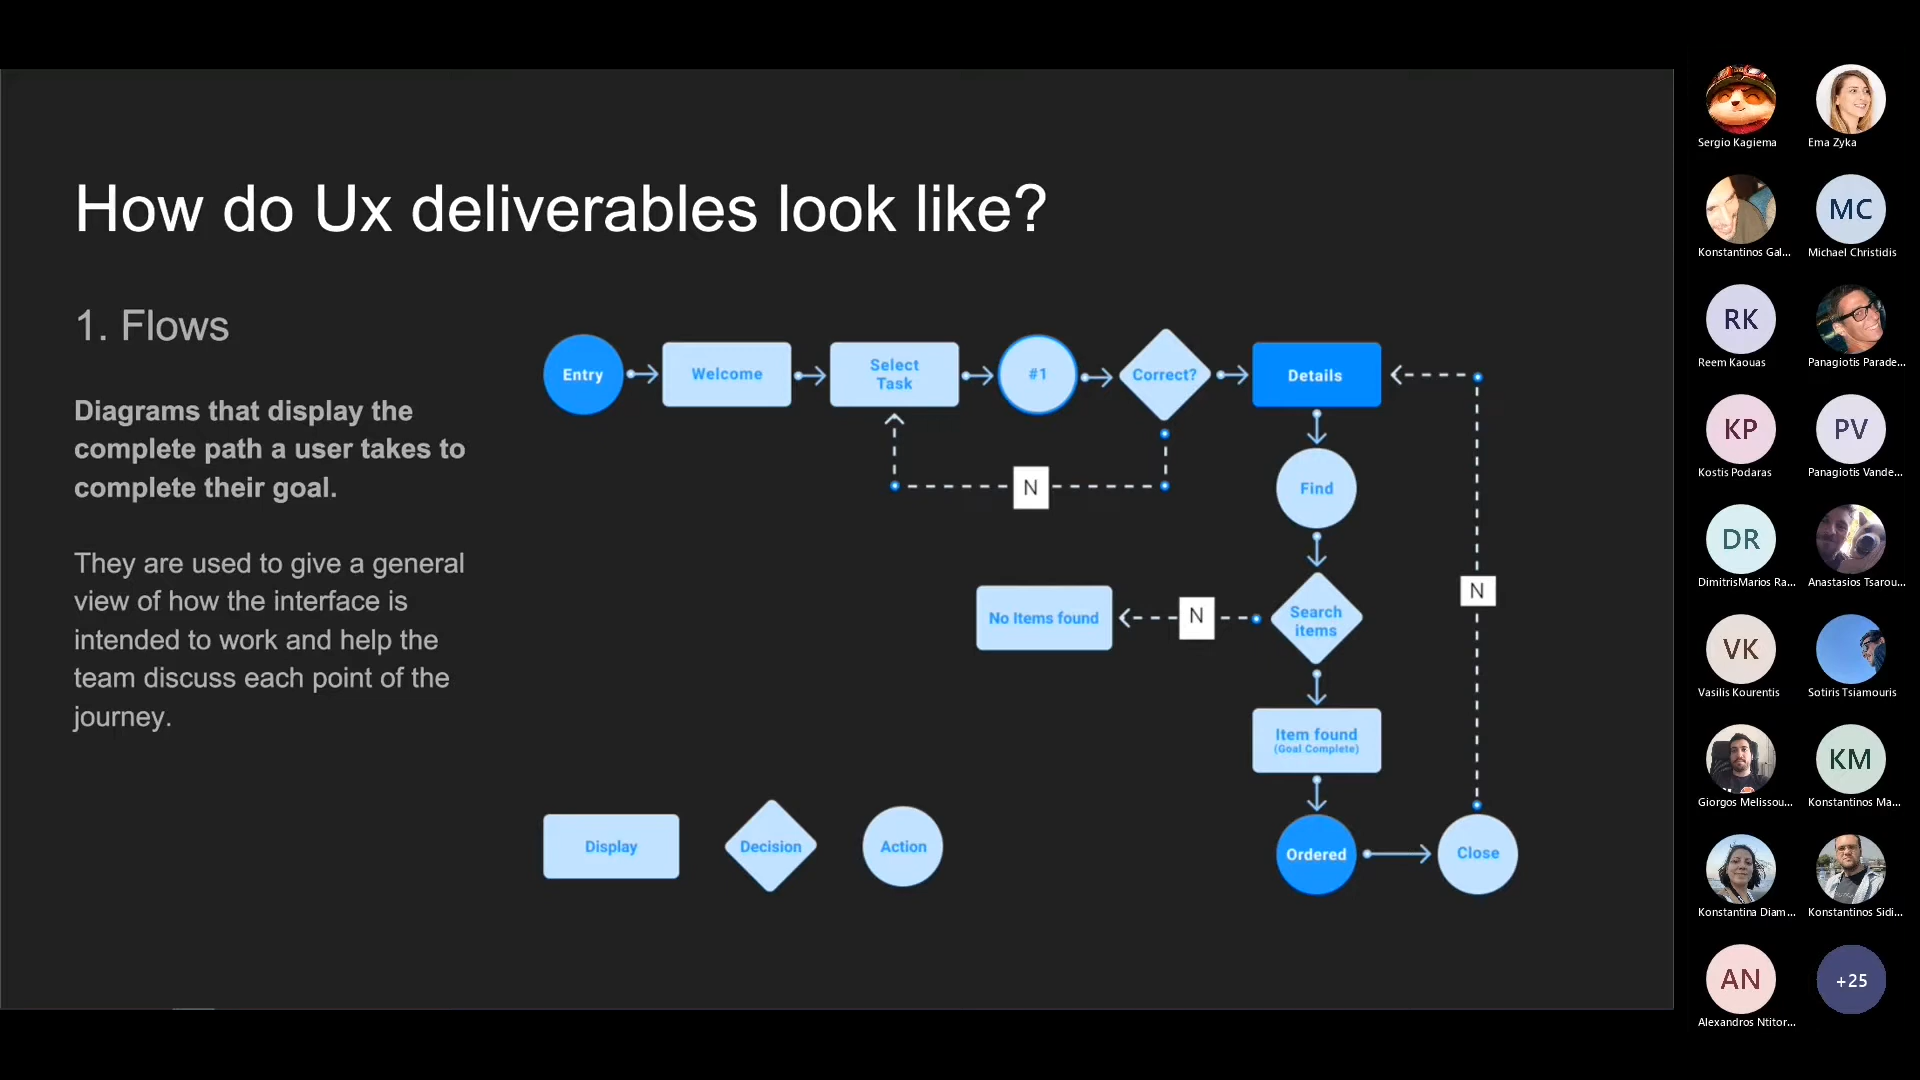 How do Ux deliverables look like?
1. Flows
Diagrams that display the
complete path a user takes to
complete their goal.
They are used to give a general
view of how the interface is
intended to work and help the
team discuss each point of the
journey.
Entry
Welcome
Select
Task
#1
Correct?
Details
N
Find
No Items found
N
Search
items
N
Item found
(Goal Complete)
Ordered
Close
Display
Decision
Action
Sergio Kagiema
Ema Zyka
Konstantinos Gal...
MC
Michael Christidis
RK
Reem Kaouas
Panagiotis Parade...
KP
Kostis Podaras
PV
Panagiotis Vande...
DR
DimitrisMarios Ra...
Anastasios Tsarou...
VK
Vasilis Kourentis
Sotiris Tsiamouris
Giorgos Melissou...
KM
Konstantinos Ma...
Konstantina Diam...
Konstantinos Sidi...
AN
Alexandros Ntitor...
+25